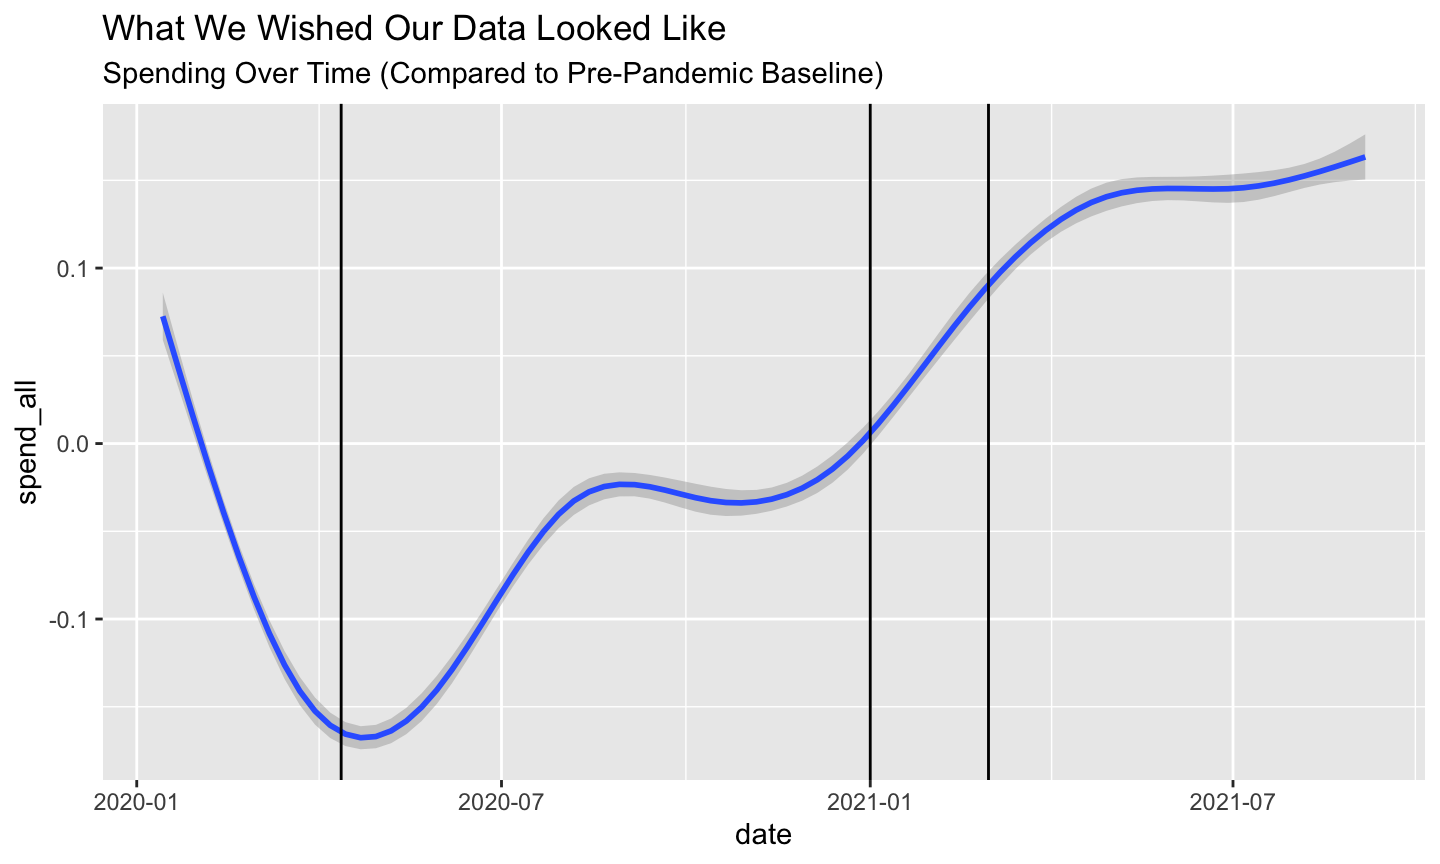 What We Wished Our Data Looked Like
Spending Over Time (Compared to Pre-Pandemic Baseline)
spend_all
0.1
0.0
-0.1
2020-01
2020-07
2021-01
2021-07
date